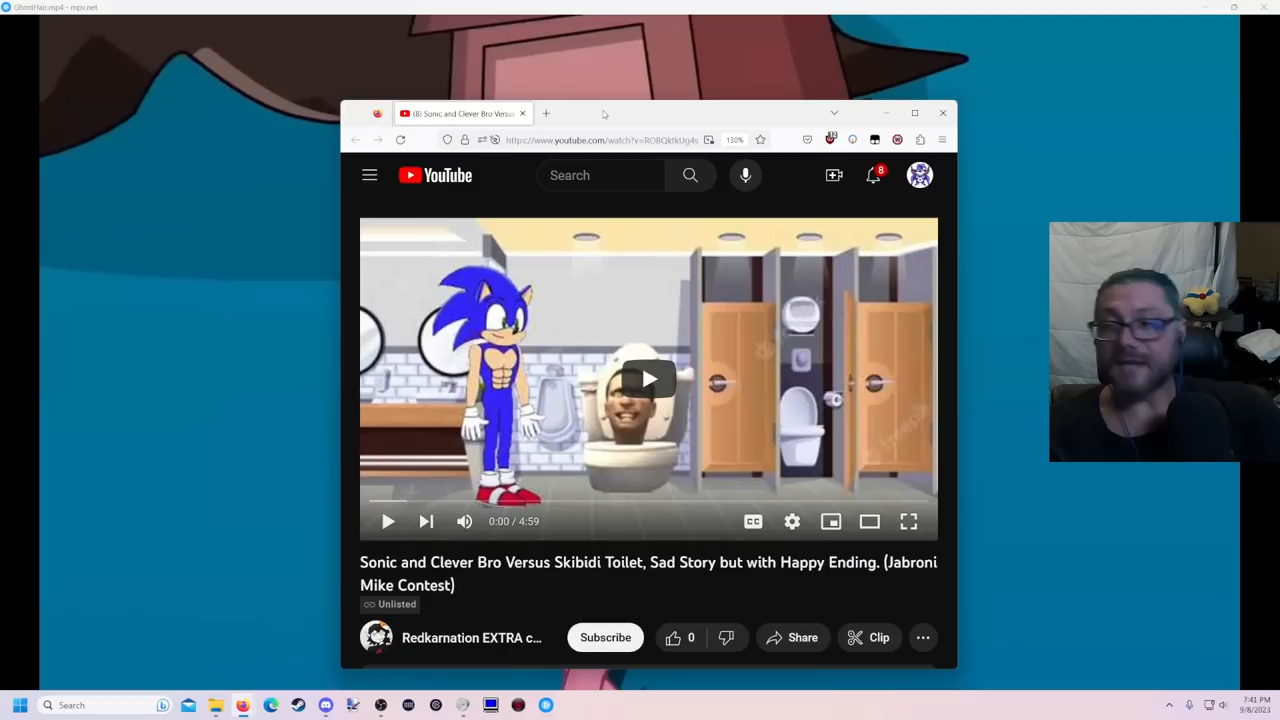 GhostHair.mp4 - mpv.net
(8) Sonic and Clever Bro Versus
https://www.youtube.com/watch?v=ROBQktkUg4s
130%
YouTube
Search
8
0:00 / 4:59
CC
Sonic and Clever Bro Versus Skibidi Toilet, Sad Story but with Happy Ending. (Jabroni
Mike Contest)
Unlisted
Redkarnation EXTRA c...
Subscribe
0
Share
Clip
Search
7:41 PM
9/8/2023